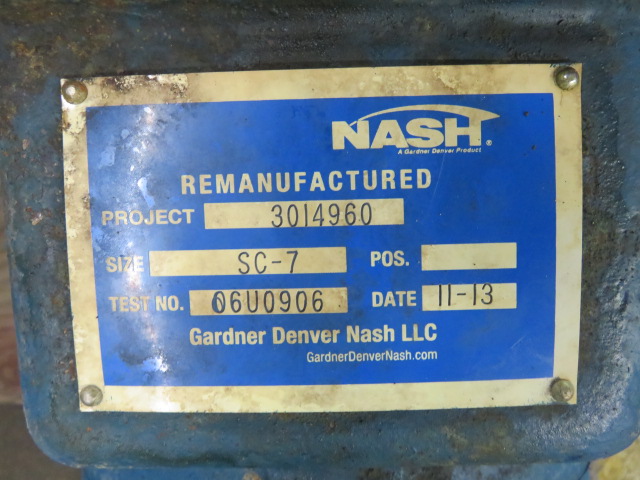 NASH®
A Gardner Denver Product
REMANUFACTURED
PROJECT 3014960
SIZE SC-7 POS.
TEST NO. 06U0906 DATE 11-13
Gardner Denver Nash LLC
GardnerDenverNash.com